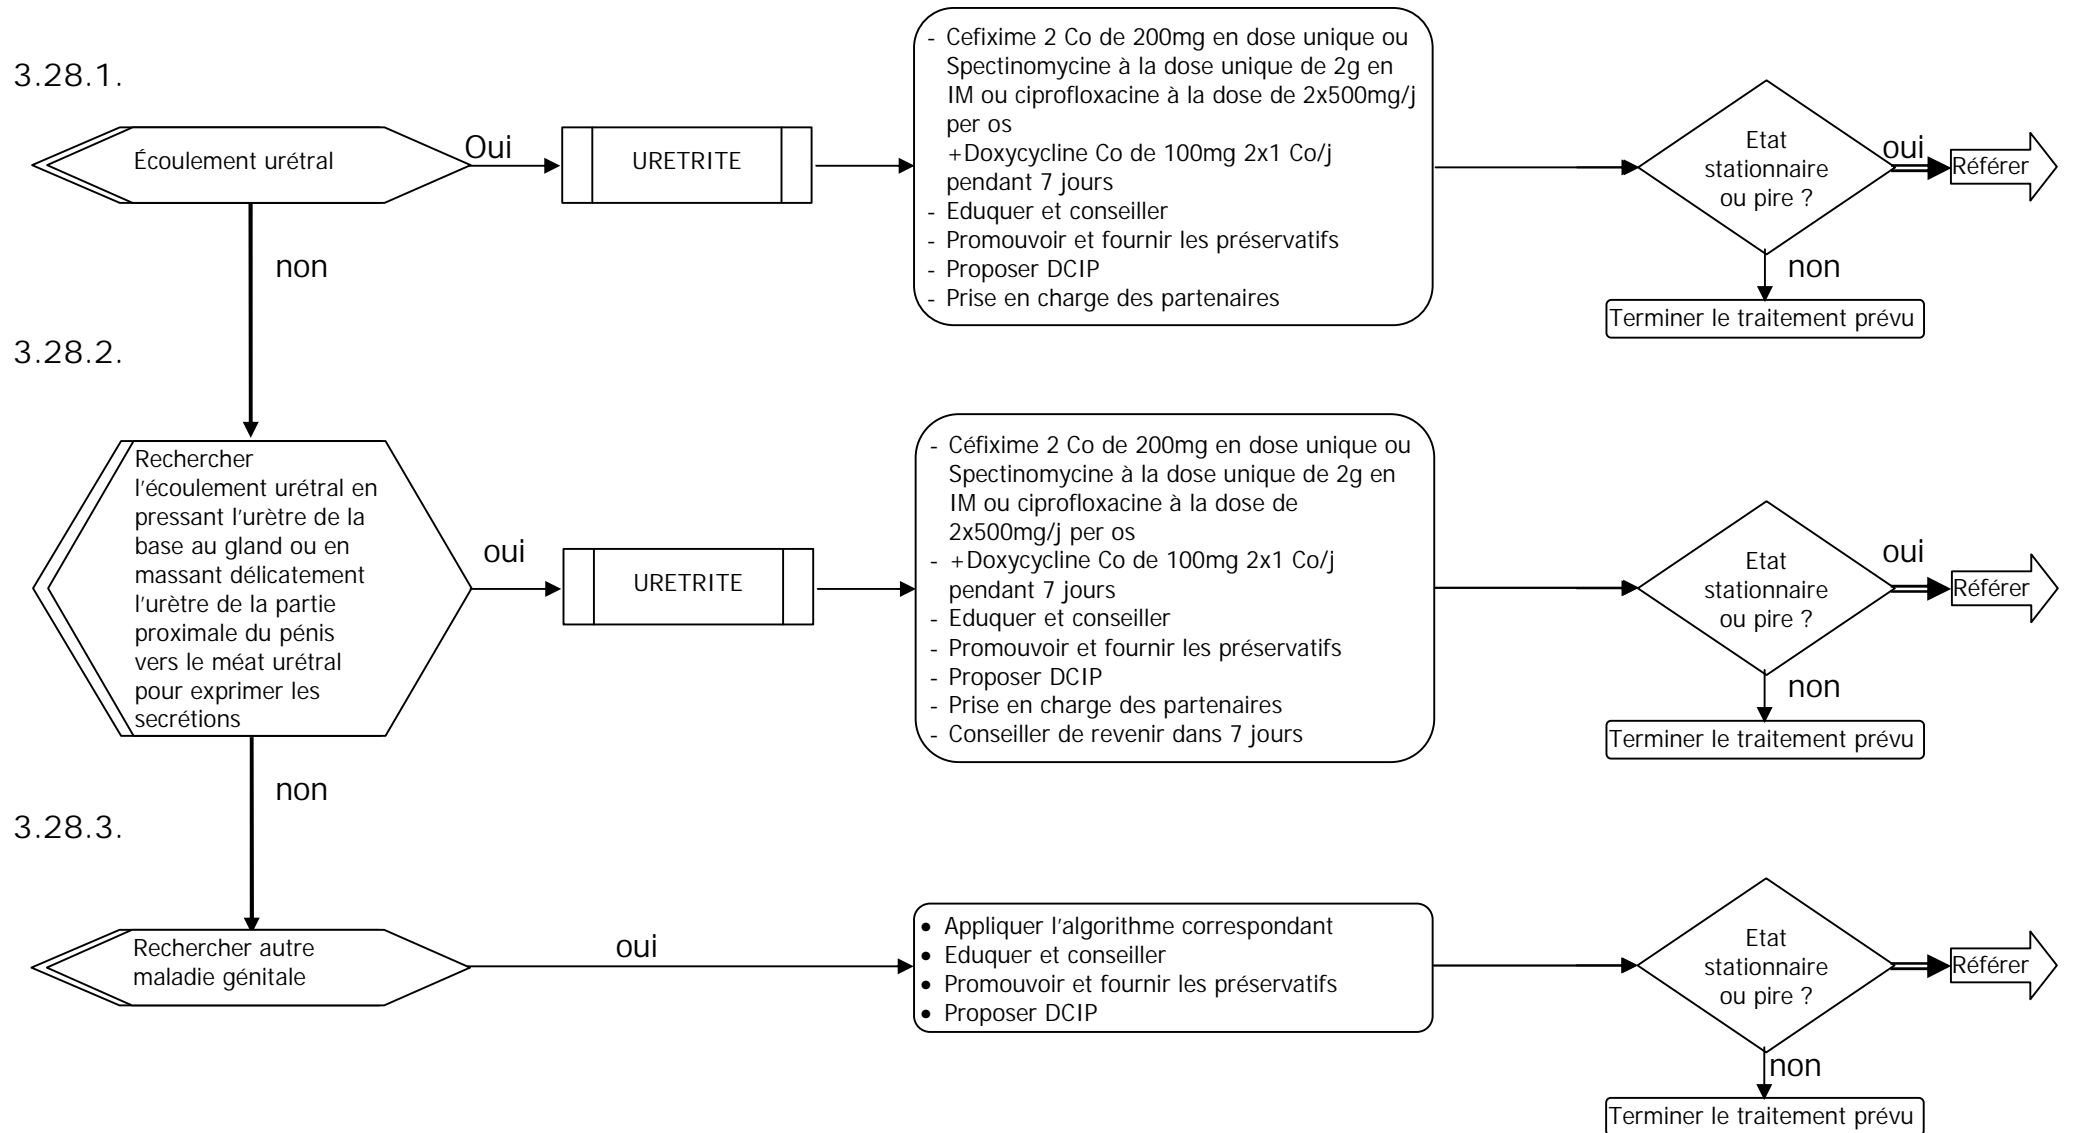 3.28.1.
Écoulement urétral
Oui
URETRITE
- Cefixime 2 Co de 200mg en dose unique ou
Spectinomycine à la dose unique de 2g en
IM ou ciprofloxacine à la dose de 2x500mg/j
per os
+Doxycycline Co de 100mg 2x1 Co/j
pendant 7 jours
- Eduquer et conseiller
- Promouvoir et fournir les préservatifs
- Proposer DCIP
- Prise en charge des partenaires
Etat
stationnaire
ou pire ?
oui
Référer
non
Terminer le traitement prévu
non
3.28.2.
Rechercher
l'écoulement urétral en
pressant l'urètre de la
base au gland ou en
massant délicatement
l'urètre de la partie
proximale du pénis
vers le méat urétral
pour exprimer les
secrétions
oui
URETRITE
- Céfixime 2 Co de 200mg en dose unique ou
Spectinomycine à la dose unique de 2g en
IM ou ciprofloxacine à la dose de
2x500mg/j per os
- +Doxycycline Co de 100mg 2x1 Co/j
pendant 7 jours
- Eduquer et conseiller
- Promouvoir et fournir les préservatifs
- Proposer DCIP
- Prise en charge des partenaires
- Conseiller de revenir dans 7 jours
Etat
stationnaire
ou pire ?
oui
Référer
non
Terminer le traitement prévu
non
3.28.3.
Rechercher autre
maladie génitale
oui
• Appliquer l'algorithme correspondant
• Eduquer et conseiller
• Promouvoir et fournir les préservatifs
• Proposer DCIP
Etat
stationnaire
ou pire ?
Référer
non
Terminer le traitement prévu